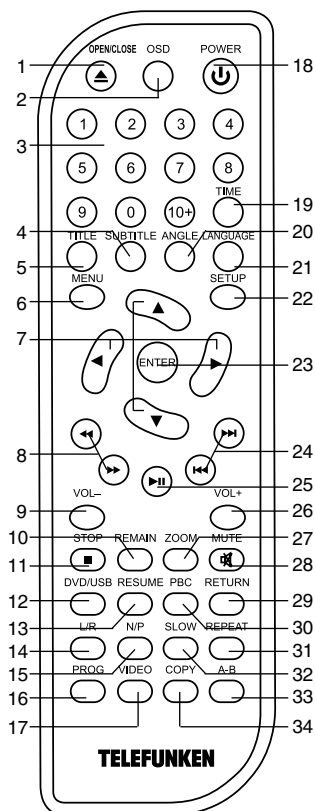 OPEN/CLOSE OSD POWER
1 18
2
1 2 3 4
3
5 6 7 8
TIME
19
9 0 10+
4 20
TITLE SUBTITLE ANGLE LANGUAGE
5 21
MENU SETUP
6 22
7
ENTER 23
8 24
25
VOL– VOL+
9 26
10 27
STOP REMAIN ZOOM MUTE
11 28
DVD/USB RESUME PBC RETURN
12 29
13 30
L/R N/P SLOW REPEAT
14 31
15 32
PROG VIDEO COPY A-B
16 33
17 34
TELEFUNKEN